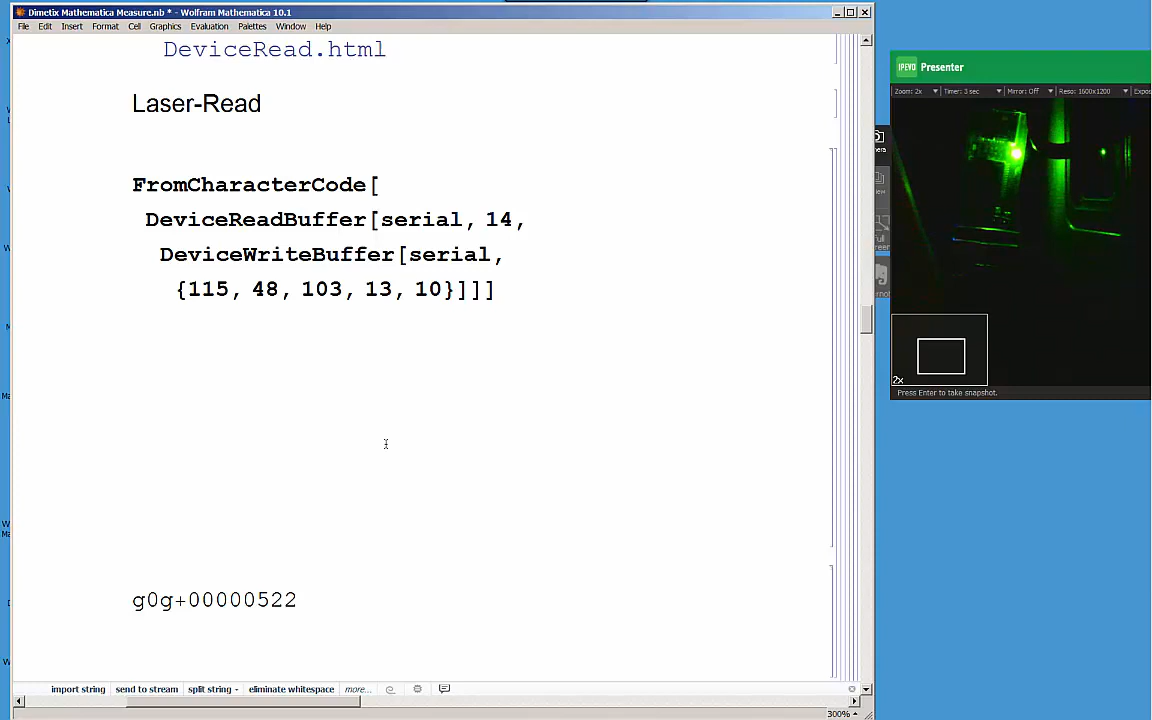 Dimetix Mathematica Measure.nb * - Wolfram Mathematica 10.1
File Edit Insert Format Cell Graphics Evaluation Palettes Window Help
DeviceRead.html
Laser-Read
FromCharacterCode[
DeviceReadBuffer[serial, 14,
DeviceWriteBuffer[serial,
{115, 48, 103, 13, 10}]]]
g0g+00000522
import string send to stream split string eliminate whitespace more...
300%
IPEVO Presenter
Zoom: 2x Timer: 3 sec Mirror: Off Reso: 1600x1200 Expos
2x
Press Enter to take snapshot.